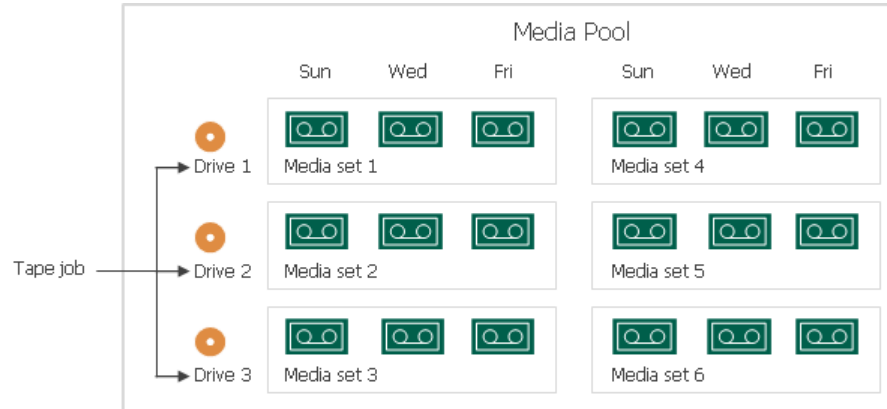 Media Pool
Sun Wed Fri Sun Wed Fri
Drive 1 Media set 1 Media set 4
Drive 2 Media set 2 Media set 5
Tape job
Drive 3 Media set 3 Media set 6